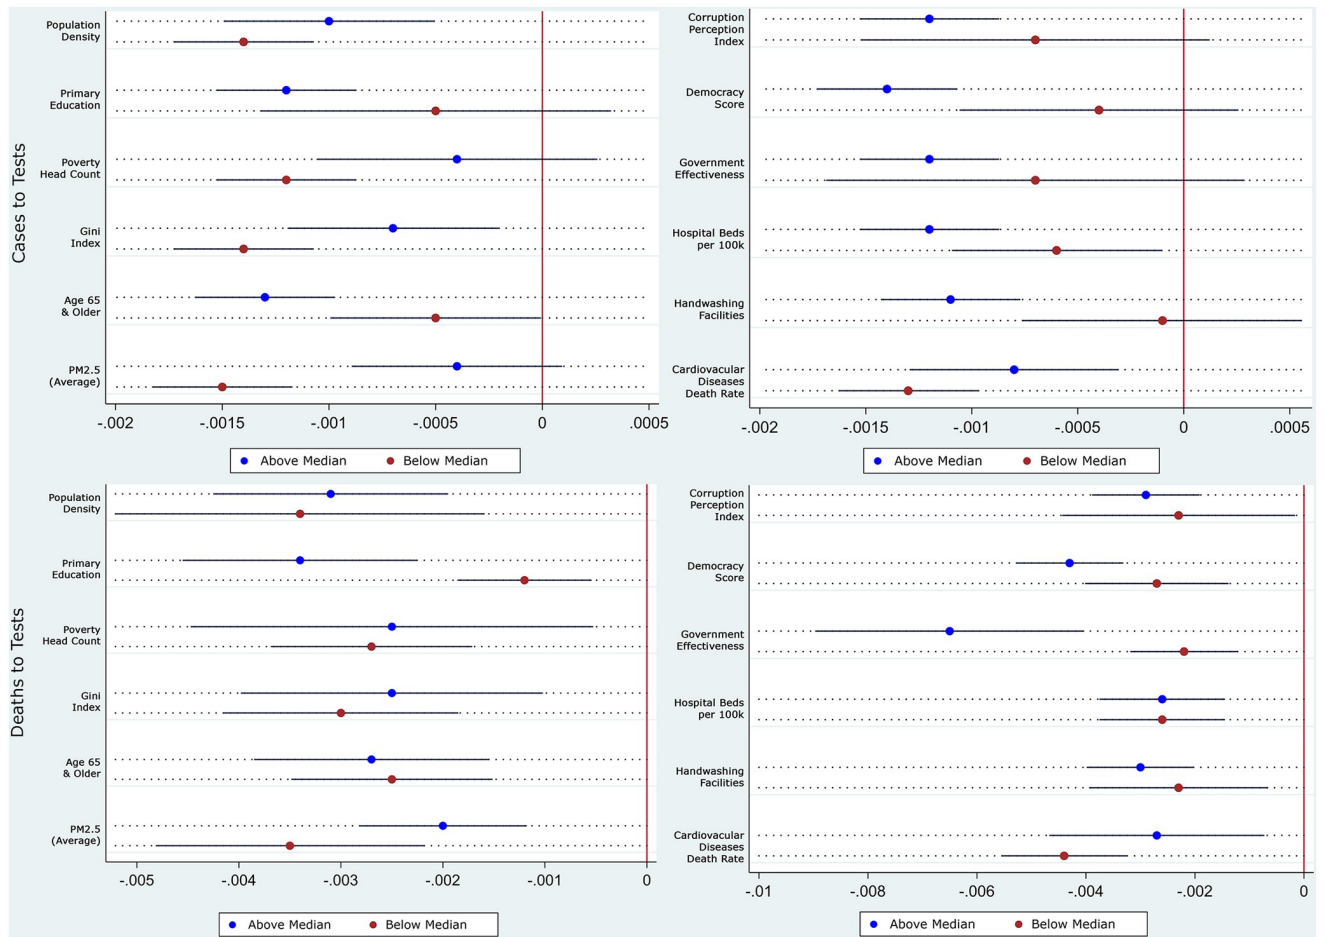 Cases to Tests
Population
Density
Primary
Education
Poverty
Head Count
Gini
Index
Age 65
& Older
PM2.5
(Average)
-.002 -.0015 -.001 -.0005 0 .0005
Above Median Below Median
Corruption
Perception
Index
Democracy
Score
Government
Effectiveness
Hospital Beds
per 100k
Handwashing
Facilities
Cardiovacular
Diseases
Death Rate
-.002 -.0015 -.001 -.0005 0 .0005
Above Median Below Median
Deaths to Tests
Population
Density
Primary
Education
Poverty
Head Count
Gini
Index
Age 65
& Older
PM2.5
(Average)
-.005 -.004 -.003 -.002 -.001 0
Above Median Below Median
Corruption
Perception
Index
Democracy
Score
Government
Effectiveness
Hospital Beds
per 100k
Handwashing
Facilities
Cardiovacular
Diseases
Death Rate
-.01 -.008 -.006 -.004 -.002 0
Above Median Below Median